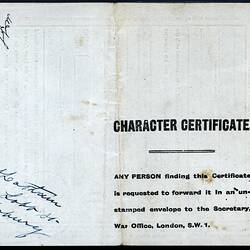 CHARACTER CERTIFICATE
ANY PERSON finding this Certificate
is requested to forward it in an un-
stamped envelope to the Secretary,
War Office, London, S.W. 1.